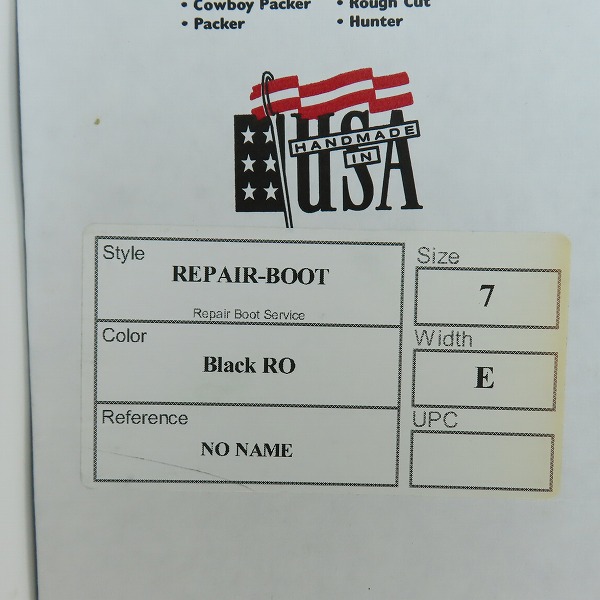 • Cowboy Packer
• Rough Cut
• Packer
• Hunter
USA
HANDMADE
IN
Style
REPAIR-BOOT
Repair Boot Service
Color
Black RO
Reference
NO NAME
Size
7
Width
E
UPC